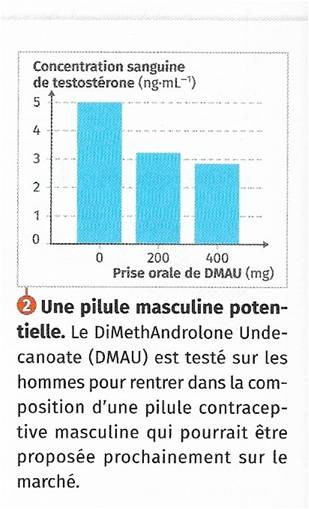 Concentration sanguine
de testostérone (ng·mL⁻¹)
5
4
3
2
1
0
0 200 400
Prise orale de DMAU (mg)
2 Une pilule masculine poten-
tielle. Le DiMethAndrolone Unde-
canoate (DMAU) est testé sur les
hommes pour rentrer dans la com-
position d'une pilule contracep-
tive masculine qui pourrait être
proposée prochainement sur le
marché.